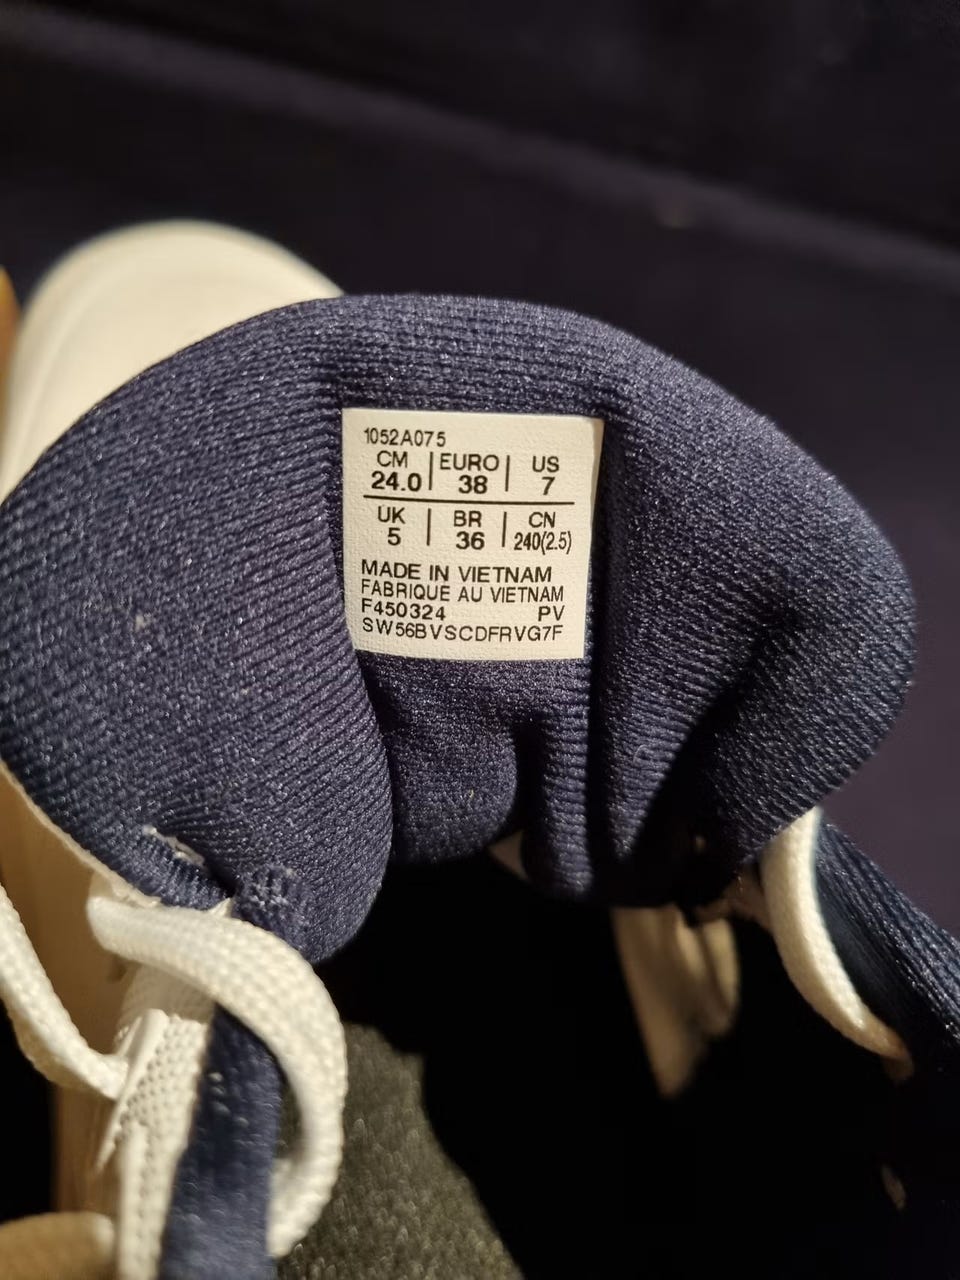 1052A075
CM | EURO | US
24.0 | 38 | 7
UK | BR | CN
5 | 36 | 240(2.5)
MADE IN VIETNAM
FABRIQUE AU VIETNAM
F450324 PV
SW56BVSCDFRVG7F